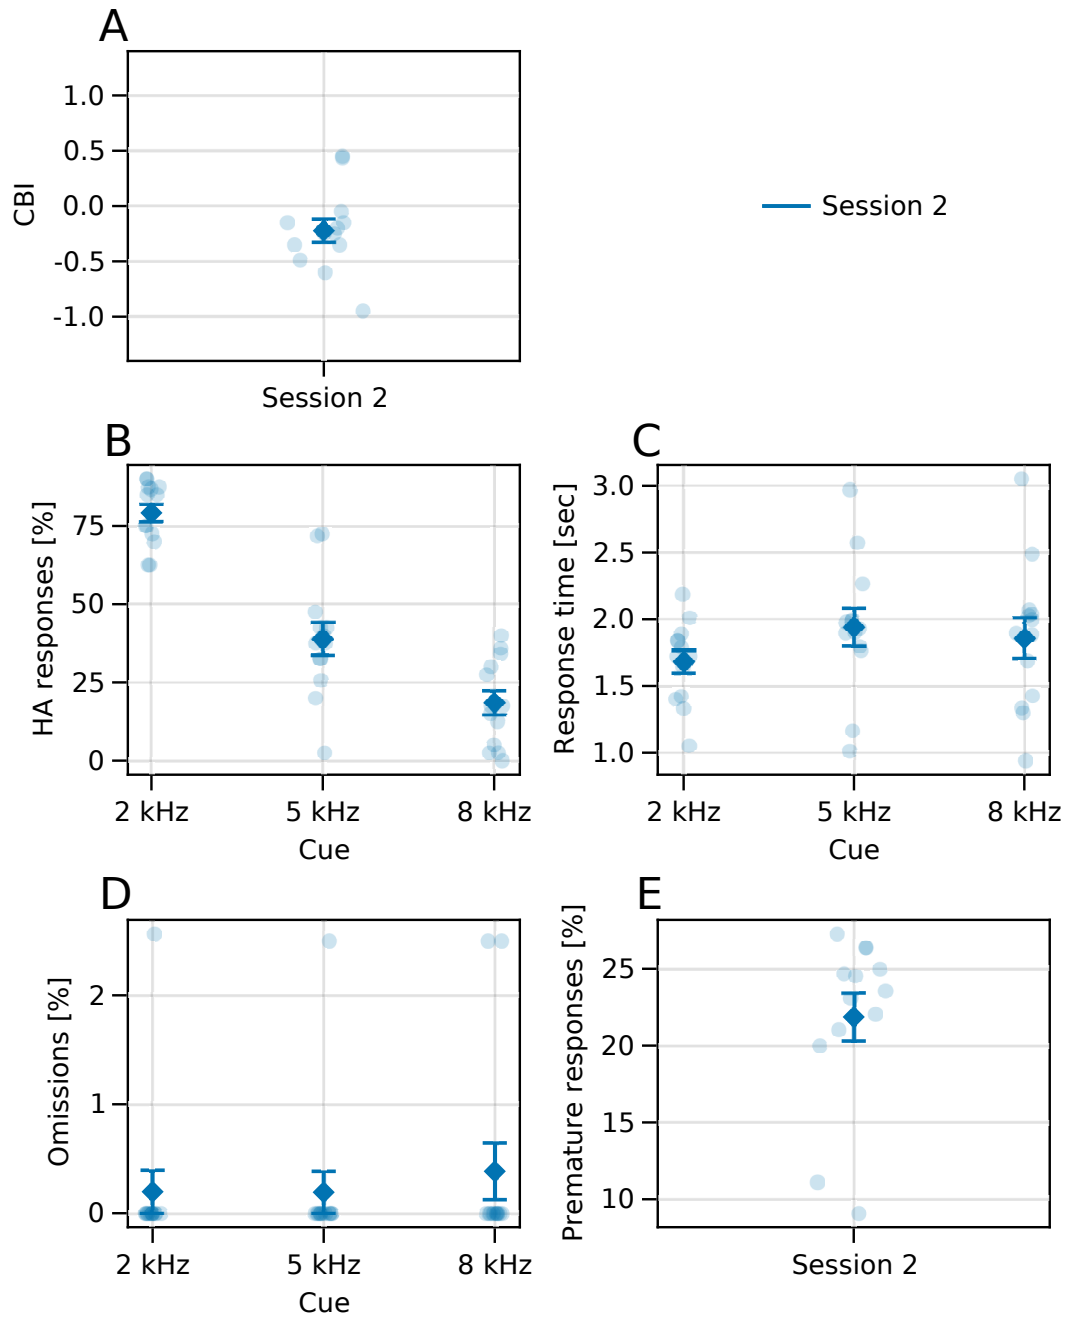 A
CBI
1.0
0.5
0.0
-0.5
-1.0
Session 2
Session 2
B
HA responses [%]
75
50
25
0
2 kHz
5 kHz
8 kHz
Cue
C
Response time [sec]
3.0
2.5
2.0
1.5
1.0
2 kHz
5 kHz
8 kHz
Cue
D
Omissions [%]
2
1
0
2 kHz
5 kHz
8 kHz
Cue
E
Premature responses [%]
25
20
15
10
Session 2